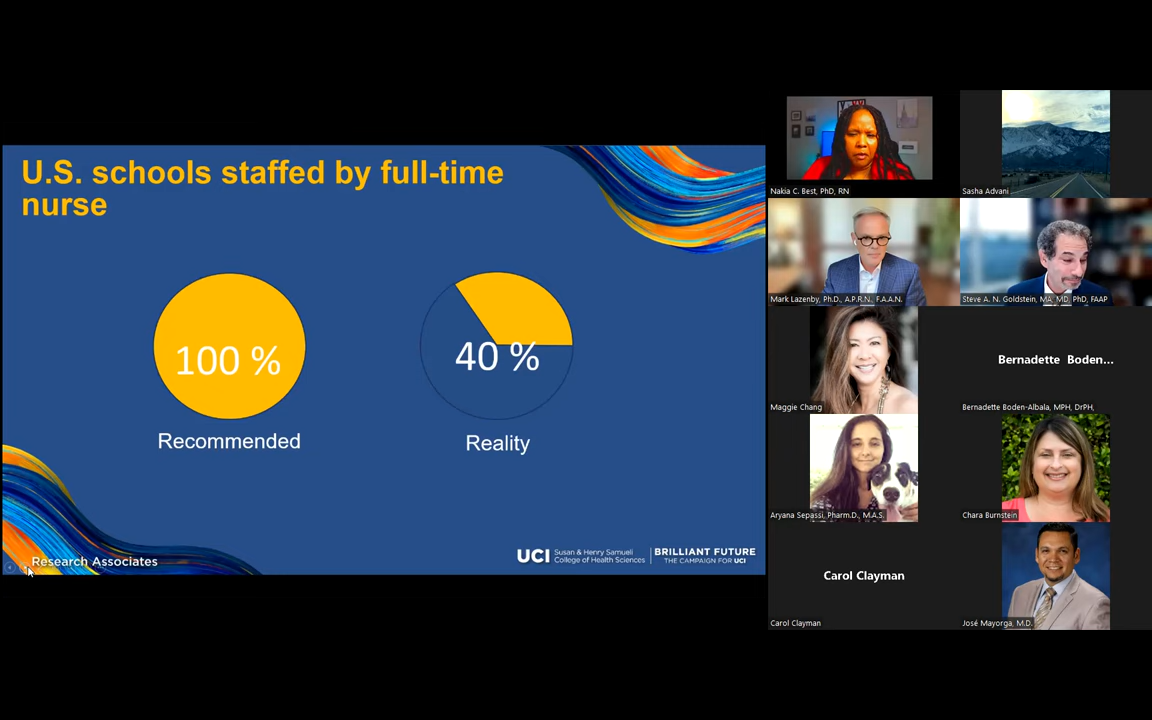 U.S. schools staffed by full-time
nurse
100 %
40 %
Recommended
Reality
Research Associates
UCI
Susan & Henry Samueli
College of Health Sciences
BRILLIANT FUTURE
THE CAMPAIGN FOR UCI
Nakia C. Best, PhD, RN
Sasha Advani
Mark Lazenby, Ph.D., A.P.R.N., F.A.A.N.
Steve A. N. Goldstein, MA, MD, PhD, FAAP
Maggie Chang
Bernadette Boden...
Bernadette Boden-Albala, MPH, DrPH,
Aryana Sepassi, Pharm.D., M.A.S.
Chara Burnstein
Carol Clayman
Carol Clayman
José Mayorga, M.D.